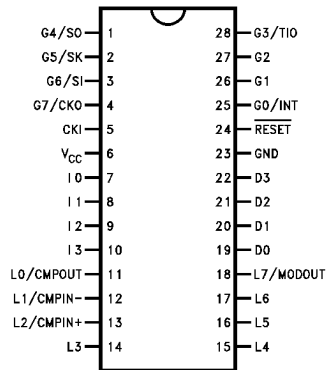 G4/SO 1 28 G3/TIO
G5/SK 2 27 G2
G6/SI 3 26 G1
G7/CKO 4 25 G0/INT
CKI 5 24 RESET
VCC 6 23 GND
I0 7 22 D3
I1 8 21 D2
I2 9 20 D1
I3 10 19 D0
L0/CMPOUT 11 18 L7/MODOUT
L1/CMPIN- 12 17 L6
L2/CMPIN+ 13 16 L5
L3 14 15 L4